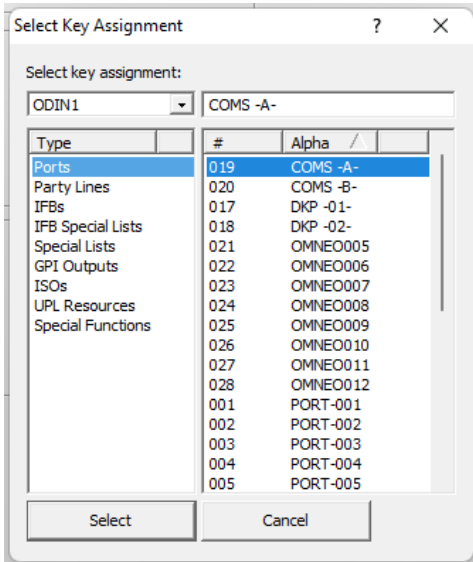 Select Key Assignment ? X
Select key assignment:
ODIN1 COMS -A-
Type # Alpha
Ports 019 COMS -A-
Party Lines 020 COMS -B-
IFBs 017 DKP -01-
IFB Special Lists 018 DKP -02-
Special Lists 021 OMNEO005
GPI Outputs 022 OMNEO006
ISOs 023 OMNEO007
UPL Resources 024 OMNEO008
Special Functions 025 OMNEO009
026 OMNEO010
027 OMNEO011
028 OMNEO012
001 PORT-001
002 PORT-002
003 PORT-003
004 PORT-004
005 PORT-005
Select Cancel